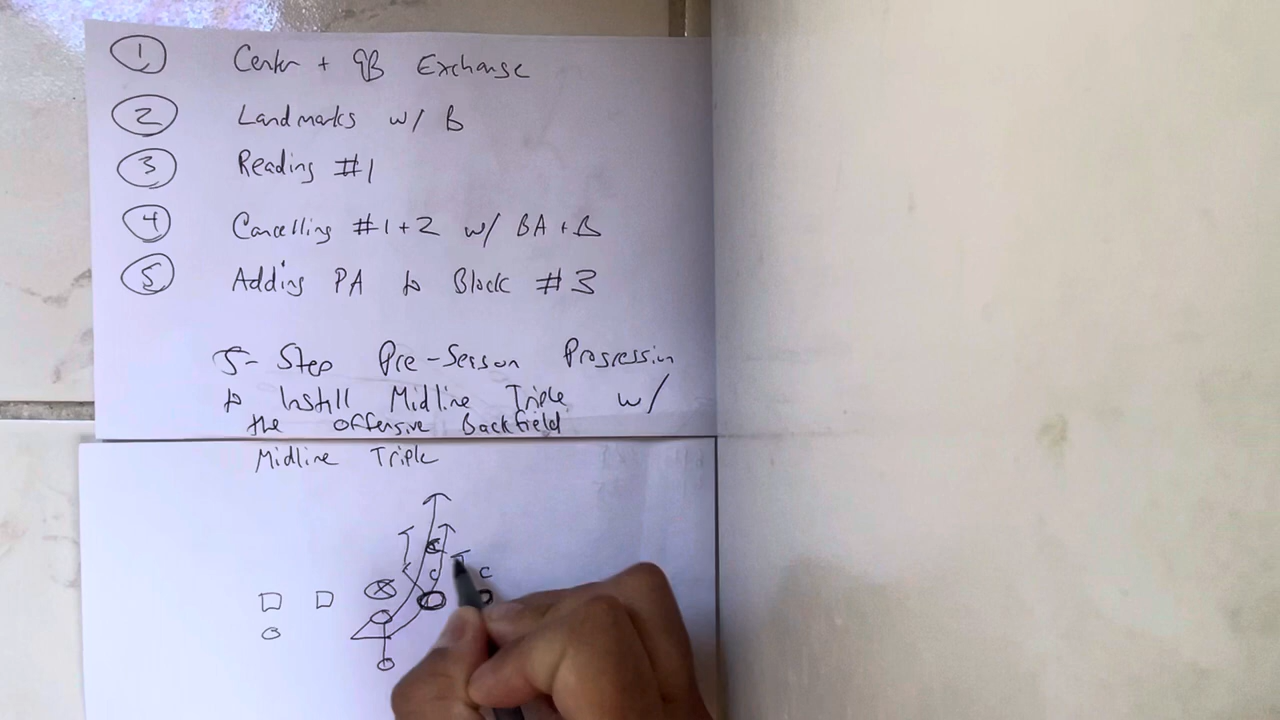 1 Center + QB Exchange
2 Landmarks w/ B
3 Reading #1
4 Cancelling #1+2 w/ BA + B
5 Adding PA to Block #3
5-Step Pre-Season Progression
to Install Midline Triple w/
the offensive Backfield
Midline Triple
C
C C